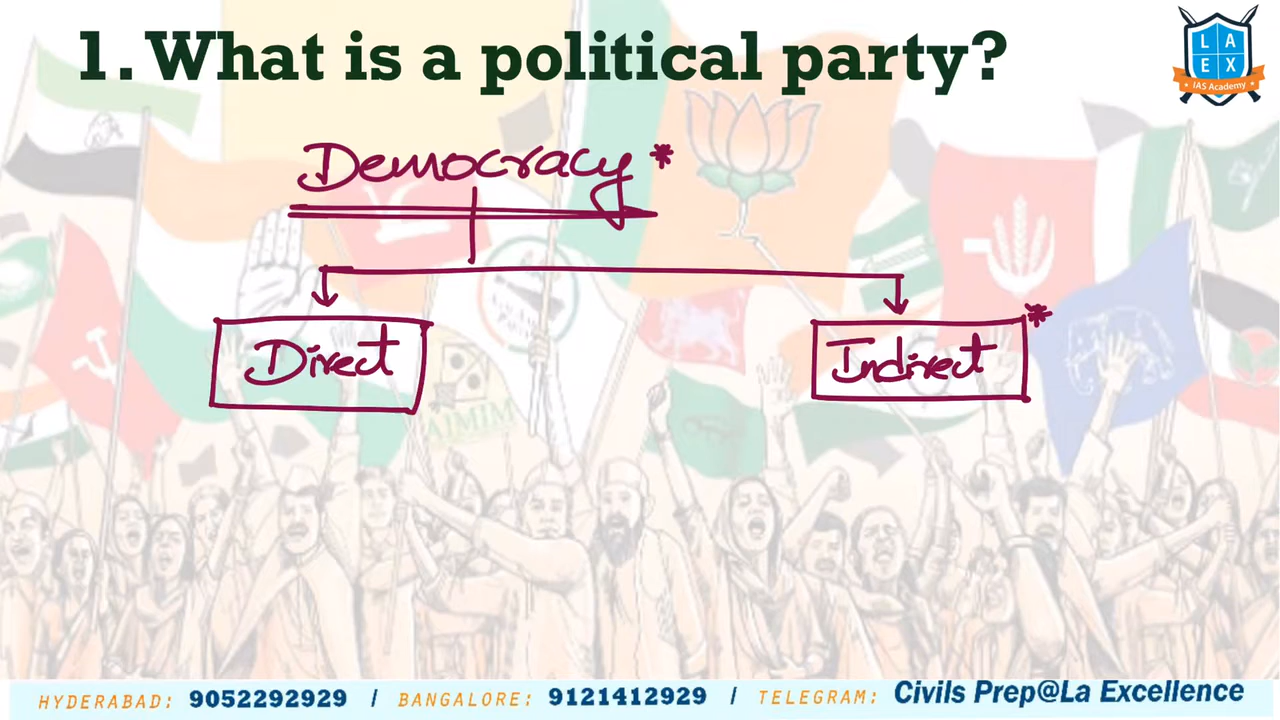 1. What is a political party?
L A
E X
IAS Academy
Democracy *
Direct
Indirect *
AIMIM
HYDERABAD: 9052292929 / BANGALORE: 9121412929 / TELEGRAM: Civils Prep@La Excellence